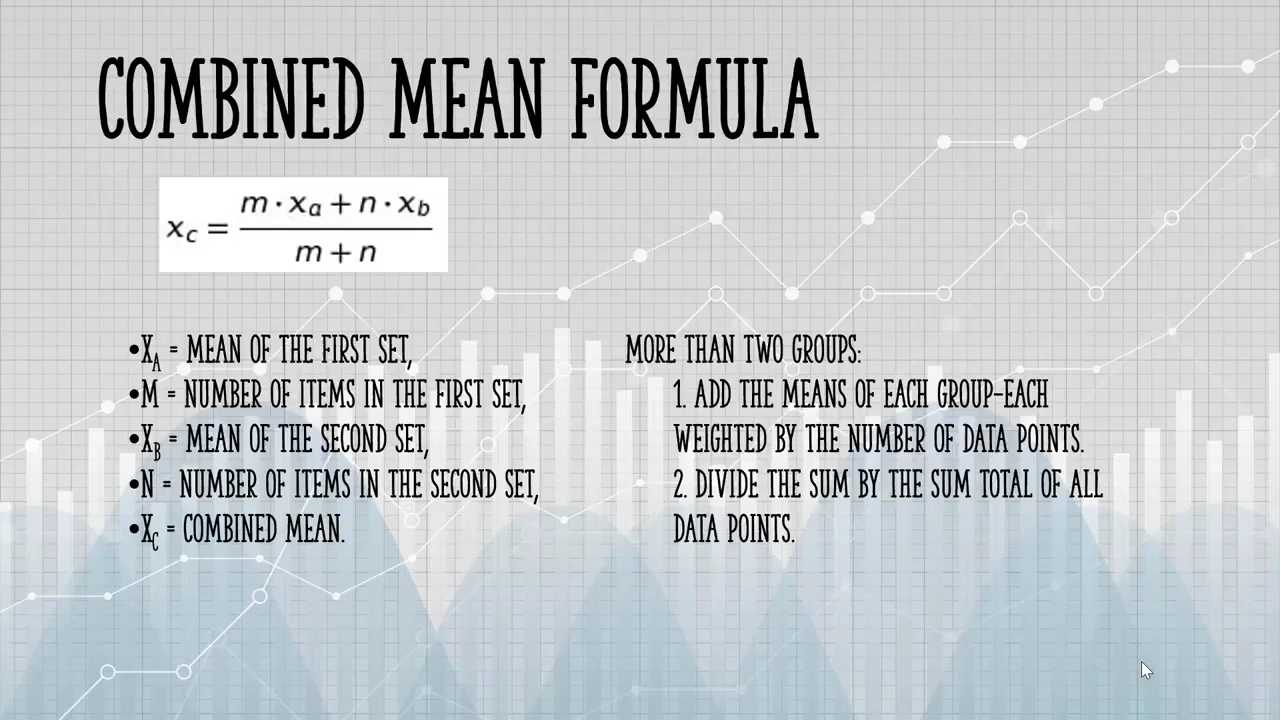 COMBINED MEAN FORMULA
x_c = (m · x_a + n · x_b) / (m + n)
•X_A = MEAN OF THE FIRST SET,
•M = NUMBER OF ITEMS IN THE FIRST SET,
•X_B = MEAN OF THE SECOND SET,
•N = NUMBER OF ITEMS IN THE SECOND SET,
•X_C = COMBINED MEAN.
MORE THAN TWO GROUPS:
1. ADD THE MEANS OF EACH GROUP-EACH
WEIGHTED BY THE NUMBER OF DATA POINTS.
2. DIVIDE THE SUM BY THE SUM TOTAL OF ALL
DATA POINTS.